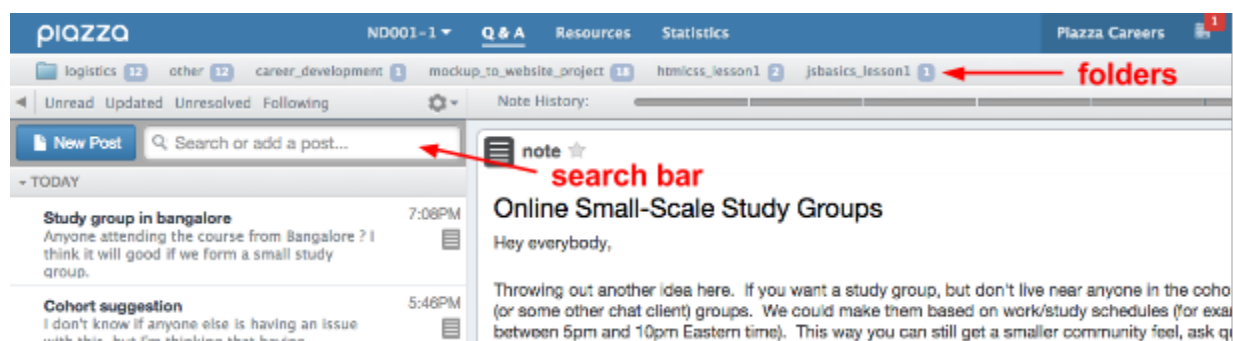 piazza ND001-1 Q & A Resources Statistics Piazza Careers 1
logistics 12 other 12 career_development 1 mockup_to_website_project 18 htmlcss_lesson1 2 jsbasics_lesson1 1 folders
Unread Updated Unresolved Following Note History:
New Post Search or add a post...
note
search bar
TODAY
Study group in bangalore 7:08PM
Anyone attending the course from Bangalore ? I
think it will good if we form a small study
group.
Online Small-Scale Study Groups
Hey everybody,
Cohort suggestion 5:46PM
I don't know if anyone else is having an issue
with this, but I'm thinking that having
Throwing out another idea here. If you want a study group, but don't live near anyone in the coho
(or some other chat client) groups. We could make them based on work/study schedules (for exa
between 5pm and 10pm Eastern time). This way you can still get a smaller community feel, ask q